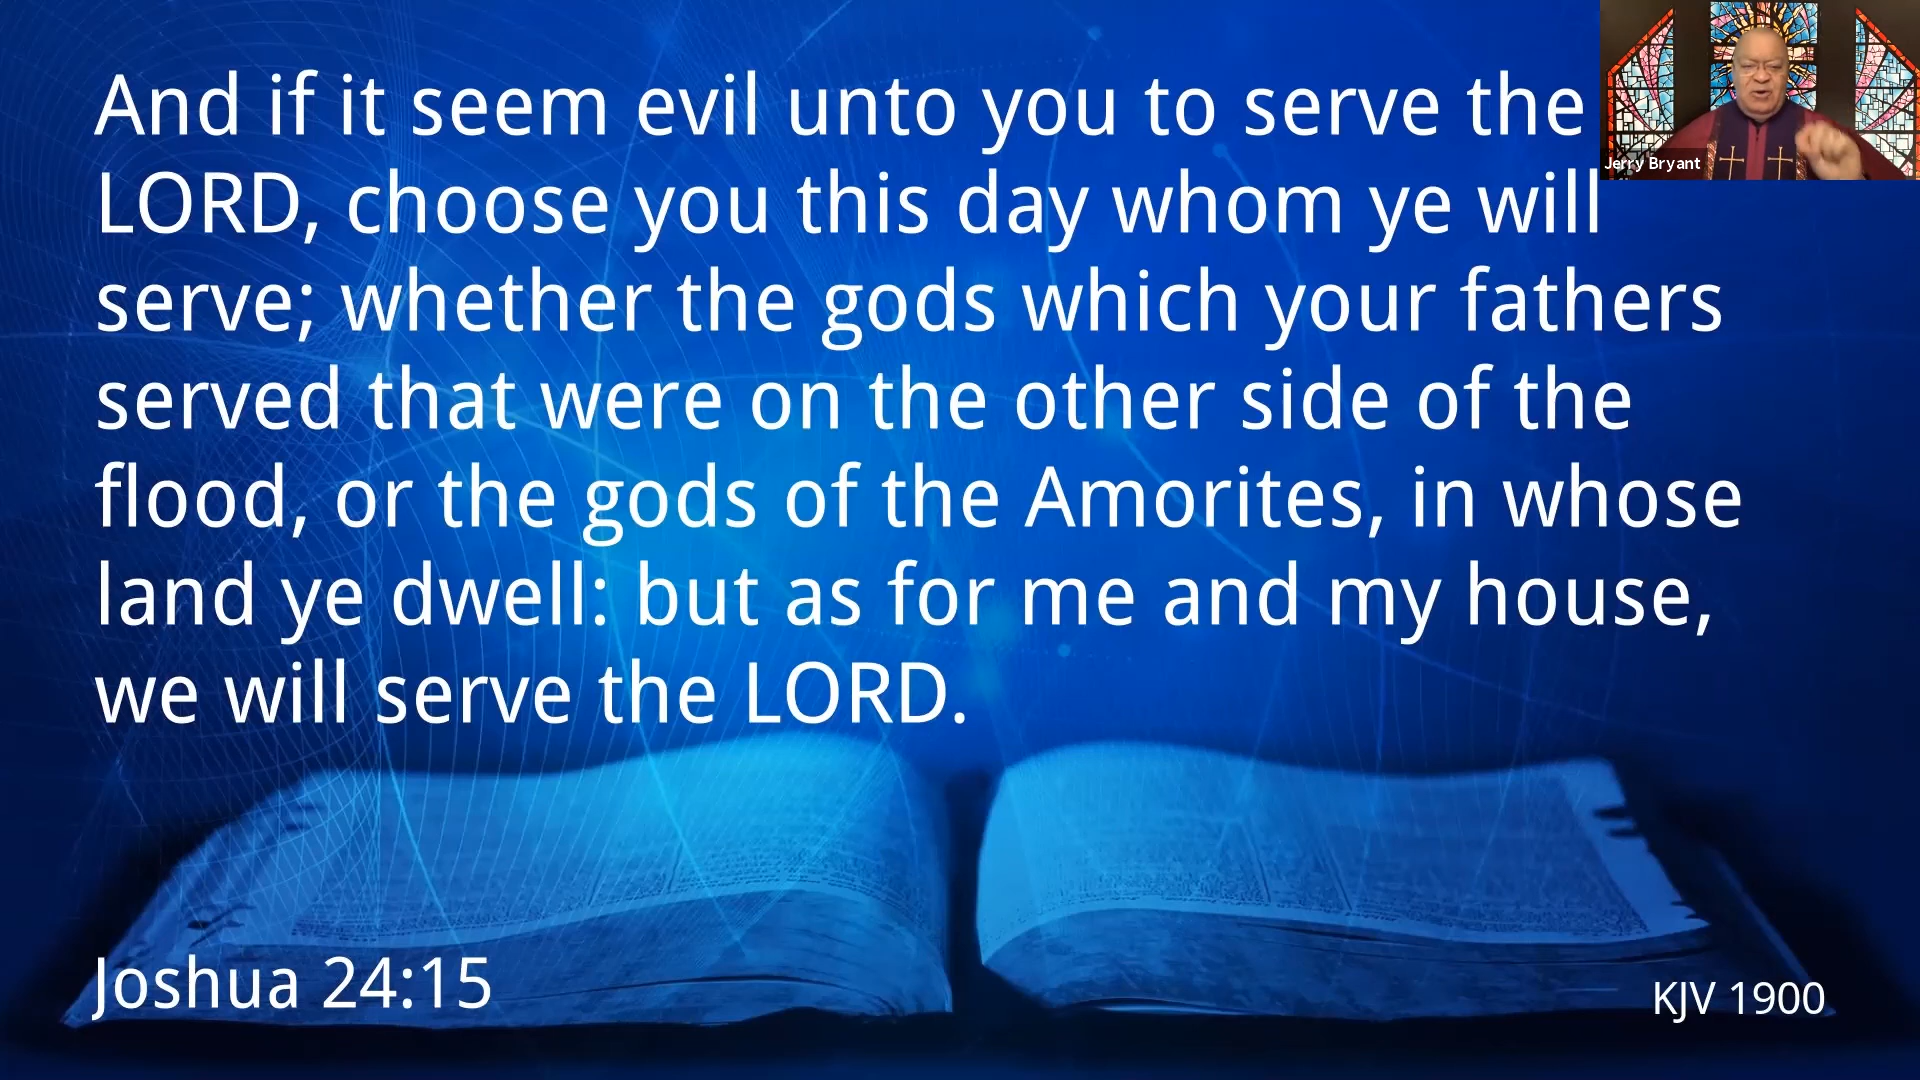 And if it seem evil unto you to serve the
LORD, choose you this day whom ye will
serve; whether the gods which your fathers
served that were on the other side of the
flood, or the gods of the Amorites, in whose
land ye dwell: but as for me and my house,
we will serve the LORD.
Joshua 24:15
KJV 1900
Jerry Bryant